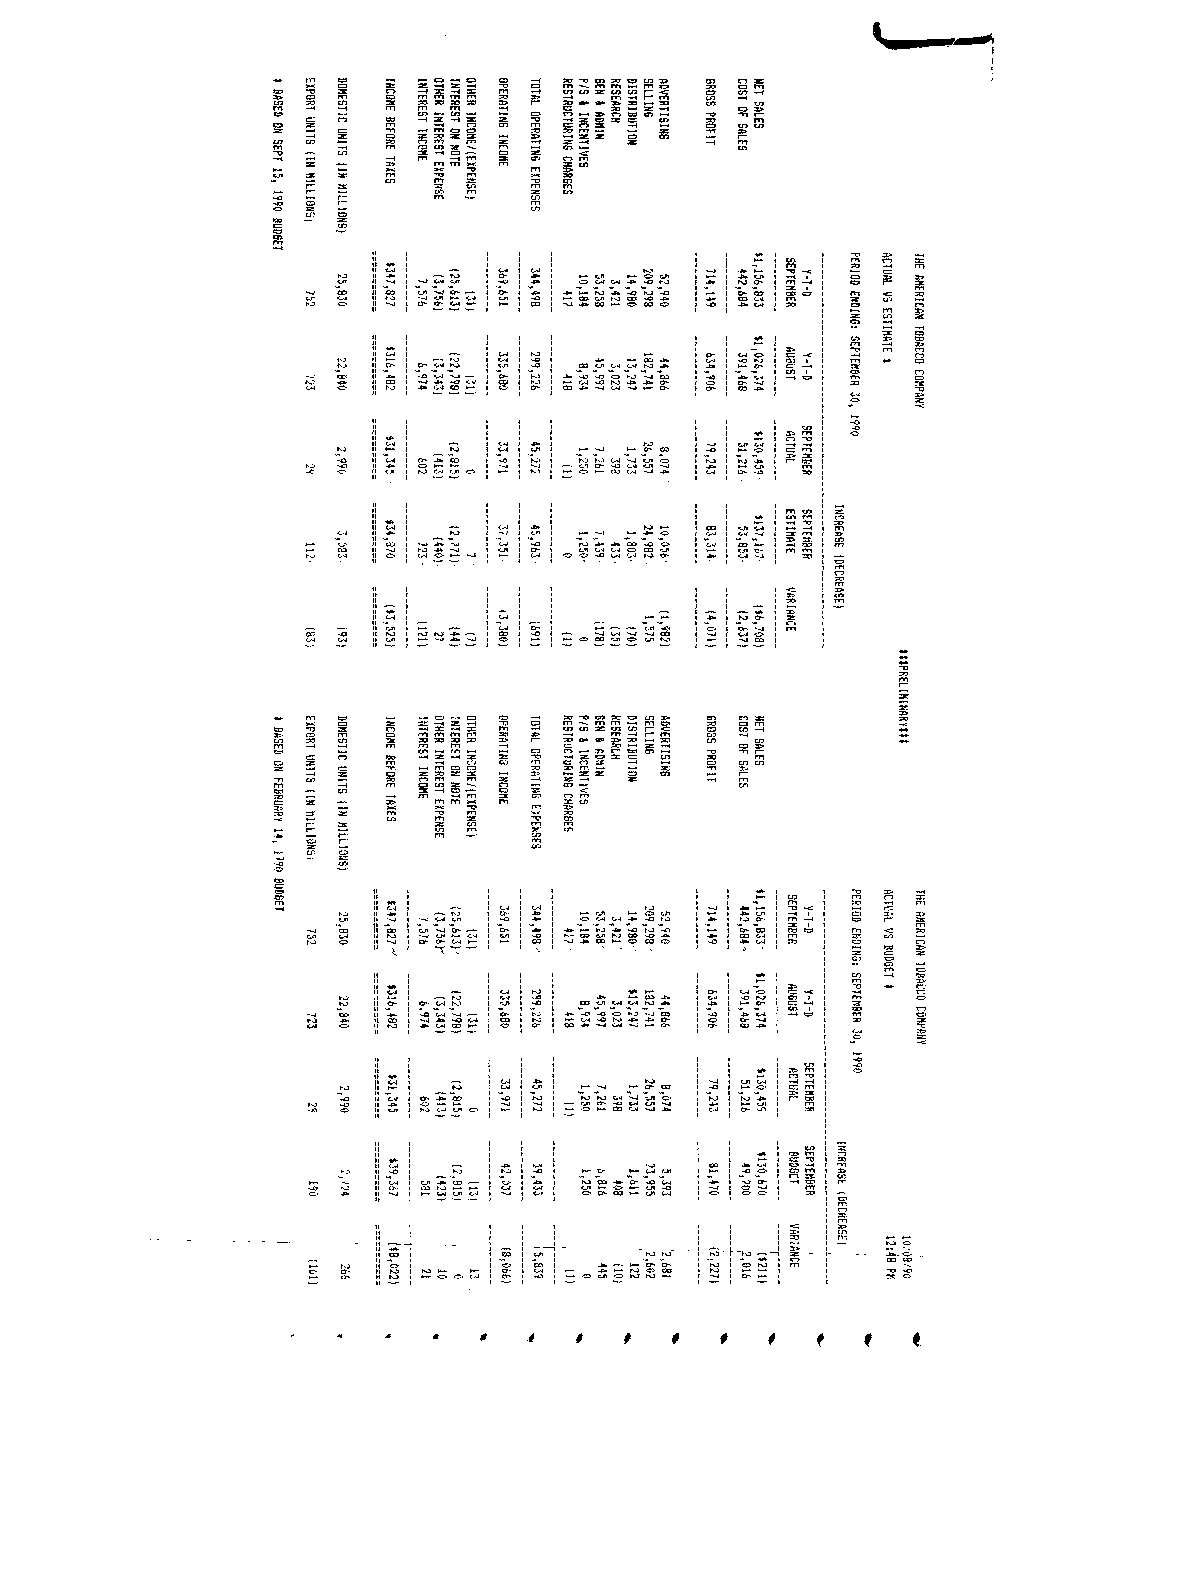 THE AMERICAN TOBACCO COMPANY
ACTUAL VS ESTIMATE *
PERIOD ENDING: SEPTEMBER 30, 1990
INCREASE (DECREASE)
Y-T-D Y-T-D SEPTEMBER SEPTEMBER
SEPTEMBER AUGUST ACTUAL ESTIMATE VARIANCE
NET SALES $1,156,833 $1,026,374 $130,459 $137,167 ($6,708)
COST OF SALES 442,684 391,468 51,216 53,853 (2,637)
GROSS PROFIT 714,149 634,906 79,243 83,314 (4,071)
ADVERTISING 52,940 44,866 8,074 10,056 (1,982)
SELLING 209,298 182,741 26,557 24,982 1,575
DISTRIBUTION 14,980 13,247 1,733 1,803 (70)
RESEARCH 3,421 3,023 398 433 (35)
GEN & ADMIN 53,258 45,997 7,261 7,439 (178)
P/S & INCENTIVES 10,184 8,934 1,250 1,250 0
RESTRUCTURING CHARGES 417 418 (1) 0 (1)
TOTAL OPERATING EXPENSES 344,498 299,226 45,272 45,963 (691)
OPERATING INCOME 369,651 335,680 33,971 37,351 (3,380)
OTHER INCOME/(EXPENSE) (31) (31) 0 7 (7)
INTEREST ON NOTE (25,613) (22,798) (2,815) (2,771) (44)
OTHER INTEREST EXPENSE (3,756) (3,343) (413) (440) 27
INTEREST INCOME 7,576 6,974 602 723 (121)
INCOME BEFORE TAXES $347,827 $316,482 $31,345 $34,870 ($3,525)
DOMESTIC UNITS (IN MILLIONS) 25,830 22,840 2,990 3,083 (93)
EXPORT UNITS (IN MILLIONS) 752 723 29 112 (83)
* BASED ON SEPT 15, 1990 BUDGET
***PRELIMINARY***
THE AMERICAN TOBACCO COMPANY
10/08/90
ACTUAL VS BUDGET * 12:48 PM
PERIOD ENDING: SEPTEMBER 30, 1990
INCREASE (DECREASE)
Y-T-D Y-T-D SEPTEMBER SEPTEMBER
SEPTEMBER AUGUST ACTUAL BUDGET VARIANCE
NET SALES $1,156,833 $1,026,374 $130,459 $130,670 ($211)
COST OF SALES 442,684 391,468 51,216 49,200 2,016
GROSS PROFIT 714,149 634,906 79,243 81,470 (2,227)
ADVERTISING 52,940 44,866 8,074 5,393 2,681
SELLING 209,298 182,741 26,557 23,955 2,602
DISTRIBUTION 14,980 $13,247 1,733 1,611 122
RESEARCH 3,421 3,023 398 408 (10)
GEN & ADMIN 53,258 45,997 7,261 6,816 445
P/S & INCENTIVES 10,184 8,934 1,250 1,250 0
RESTRUCTURING CHARGES 417 418 (1) (1)
TOTAL OPERATING EXPENSES 344,498 299,226 45,272 39,433 5,839
OPERATING INCOME 369,651 335,680 33,971 42,037 (8,066)
OTHER INCOME/(EXPENSE) (31) (31) 0 (13) 13
INTEREST ON NOTE (25,613) (22,798) (2,815) (2,815) 0
OTHER INTEREST EXPENSE (3,756) (3,343) (413) (423) 10
INTEREST INCOME 7,576 6,974 602 581 21
INCOME BEFORE TAXES $347,827 $316,482 $31,345 $39,367 ($8,022)
DOMESTIC UNITS (IN MILLIONS) 25,830 22,840 2,990 2,724 266
EXPORT UNITS (IN MILLIONS) 752 723 29 130 (101)
* BASED ON FEBRUARY 14, 1990 BUDGET